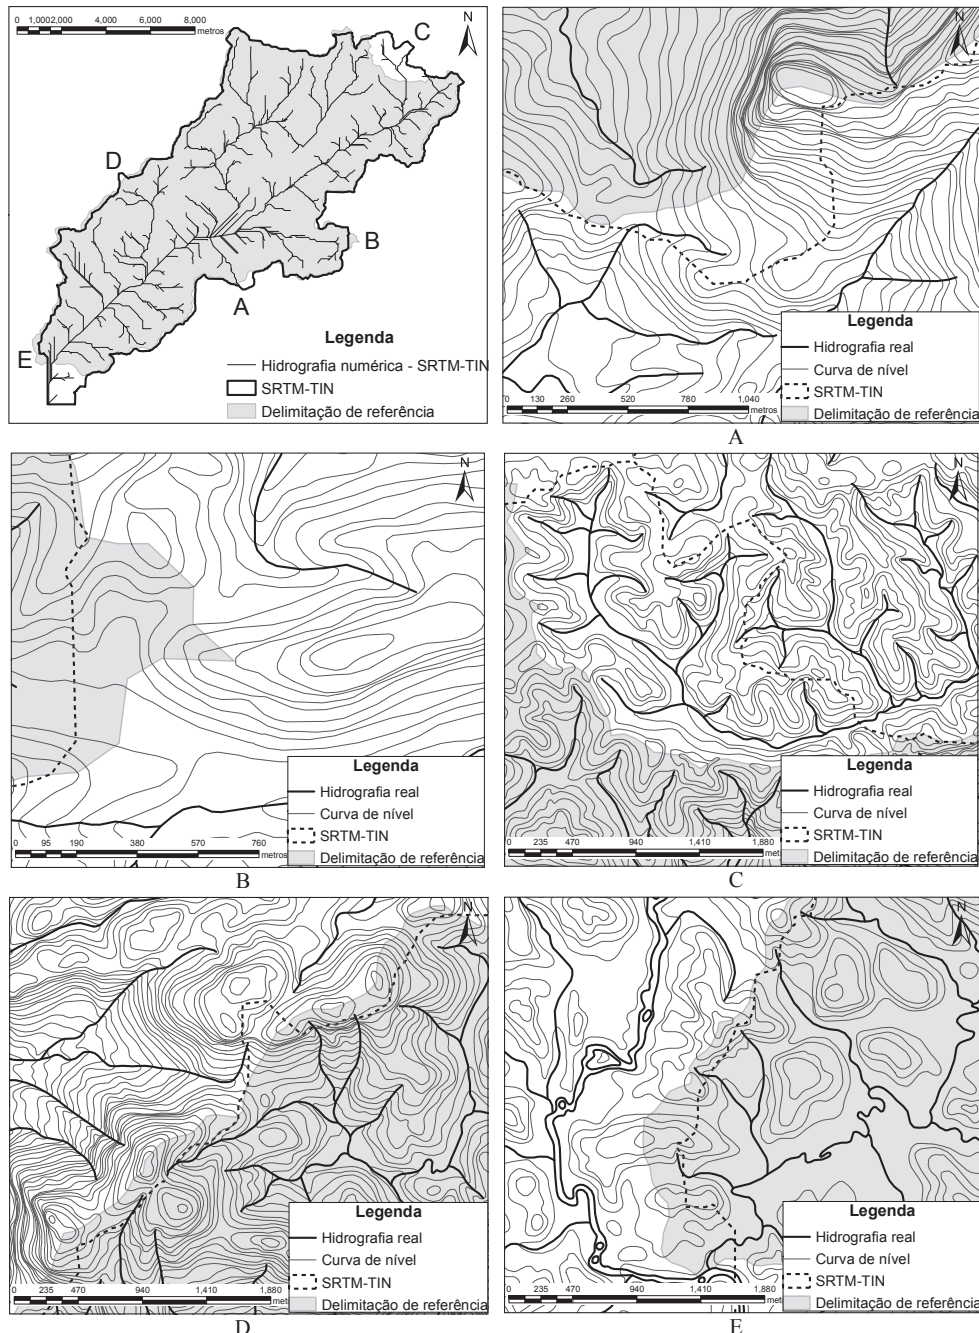 0 1,000 2,000 4,000 6,000 8,000
metros
N
C
D
B
A
E
Legenda
Hidrografia numérica - SRTM-TIN
SRTM-TIN
Delimitação de referência
N
Legenda
Hidrografia real
Curva de nível
SRTM-TIN
Delimitação de referência
0 130 260 520 780 1,040
metros
A
N
Legenda
Hidrografia real
Curva de nível
SRTM-TIN
Delimitação de referência
0 95 190 380 570 760
metros
B
N
Legenda
Hidrografia real
Curva de nível
SRTM-TIN
Delimitação de referência
0 235 470 940 1,410 1,880
met
C
N
Legenda
Hidrografia real
Curva de nível
SRTM-TIN
Delimitação de referência
0 235 470 940 1,410 1,880
met
D
N
Legenda
Hidrografia real
Curva de nível
SRTM-TIN
Delimitação de referência
0 235 470 940 1,410 1,880
met
E